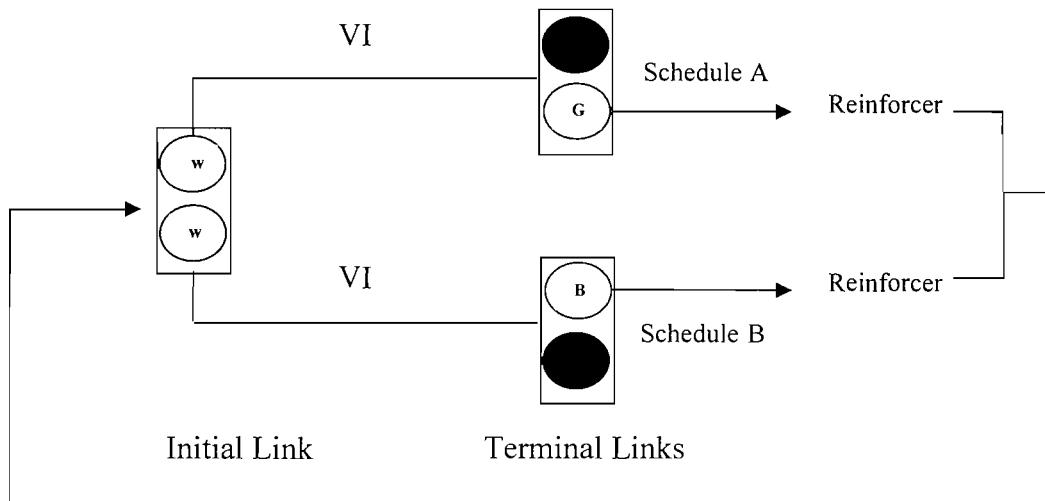 VI
Schedule A
G
Reinforcer
w
w
VI
B
Reinforcer
Schedule B
Initial Link
Terminal Links